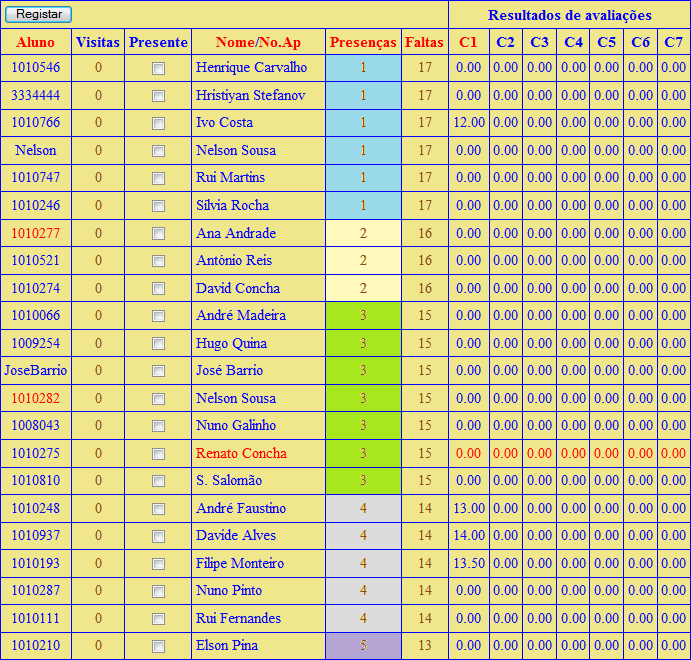 Registar Resultados de avaliações
Aluno Visitas Presente Nome/No.Ap Presenças Faltas C1 C2 C3 C4 C5 C6 C7
1010546 0 Henrique Carvalho 1 17 0.00 0.00 0.00 0.00 0.00 0.00 0.00
3334444 0 Hristiyan Stefanov 1 17 0.00 0.00 0.00 0.00 0.00 0.00 0.00
1010766 0 Ivo Costa 1 17 12.00 0.00 0.00 0.00 0.00 0.00 0.00
Nelson 0 Nelson Sousa 1 17 0.00 0.00 0.00 0.00 0.00 0.00 0.00
1010747 0 Rui Martins 1 17 0.00 0.00 0.00 0.00 0.00 0.00 0.00
1010246 0 Sílvia Rocha 1 17 0.00 0.00 0.00 0.00 0.00 0.00 0.00
1010277 0 Ana Andrade 2 16 0.00 0.00 0.00 0.00 0.00 0.00 0.00
1010521 0 António Reis 2 16 0.00 0.00 0.00 0.00 0.00 0.00 0.00
1010274 0 David Concha 2 16 0.00 0.00 0.00 0.00 0.00 0.00 0.00
1010066 0 André Madeira 3 15 0.00 0.00 0.00 0.00 0.00 0.00 0.00
1009254 0 Hugo Quina 3 15 0.00 0.00 0.00 0.00 0.00 0.00 0.00
JoseBarrio 0 José Barrio 3 15 0.00 0.00 0.00 0.00 0.00 0.00 0.00
1010282 0 Nelson Sousa 3 15 0.00 0.00 0.00 0.00 0.00 0.00 0.00
1008043 0 Nuno Galinho 3 15 0.00 0.00 0.00 0.00 0.00 0.00 0.00
1010275 0 Renato Concha 3 15 0.00 0.00 0.00 0.00 0.00 0.00 0.00
1010810 0 S. Salomão 3 15 0.00 0.00 0.00 0.00 0.00 0.00 0.00
1010248 0 André Faustino 4 14 13.00 0.00 0.00 0.00 0.00 0.00 0.00
1010937 0 Davide Alves 4 14 14.00 0.00 0.00 0.00 0.00 0.00 0.00
1010193 0 Filipe Monteiro 4 14 13.50 0.00 0.00 0.00 0.00 0.00 0.00
1010287 0 Nuno Pinto 4 14 0.00 0.00 0.00 0.00 0.00 0.00 0.00
1010111 0 Rui Fernandes 4 14 0.00 0.00 0.00 0.00 0.00 0.00 0.00
1010210 0 Elson Pina 5 13 0.00 0.00 0.00 0.00 0.00 0.00 0.00